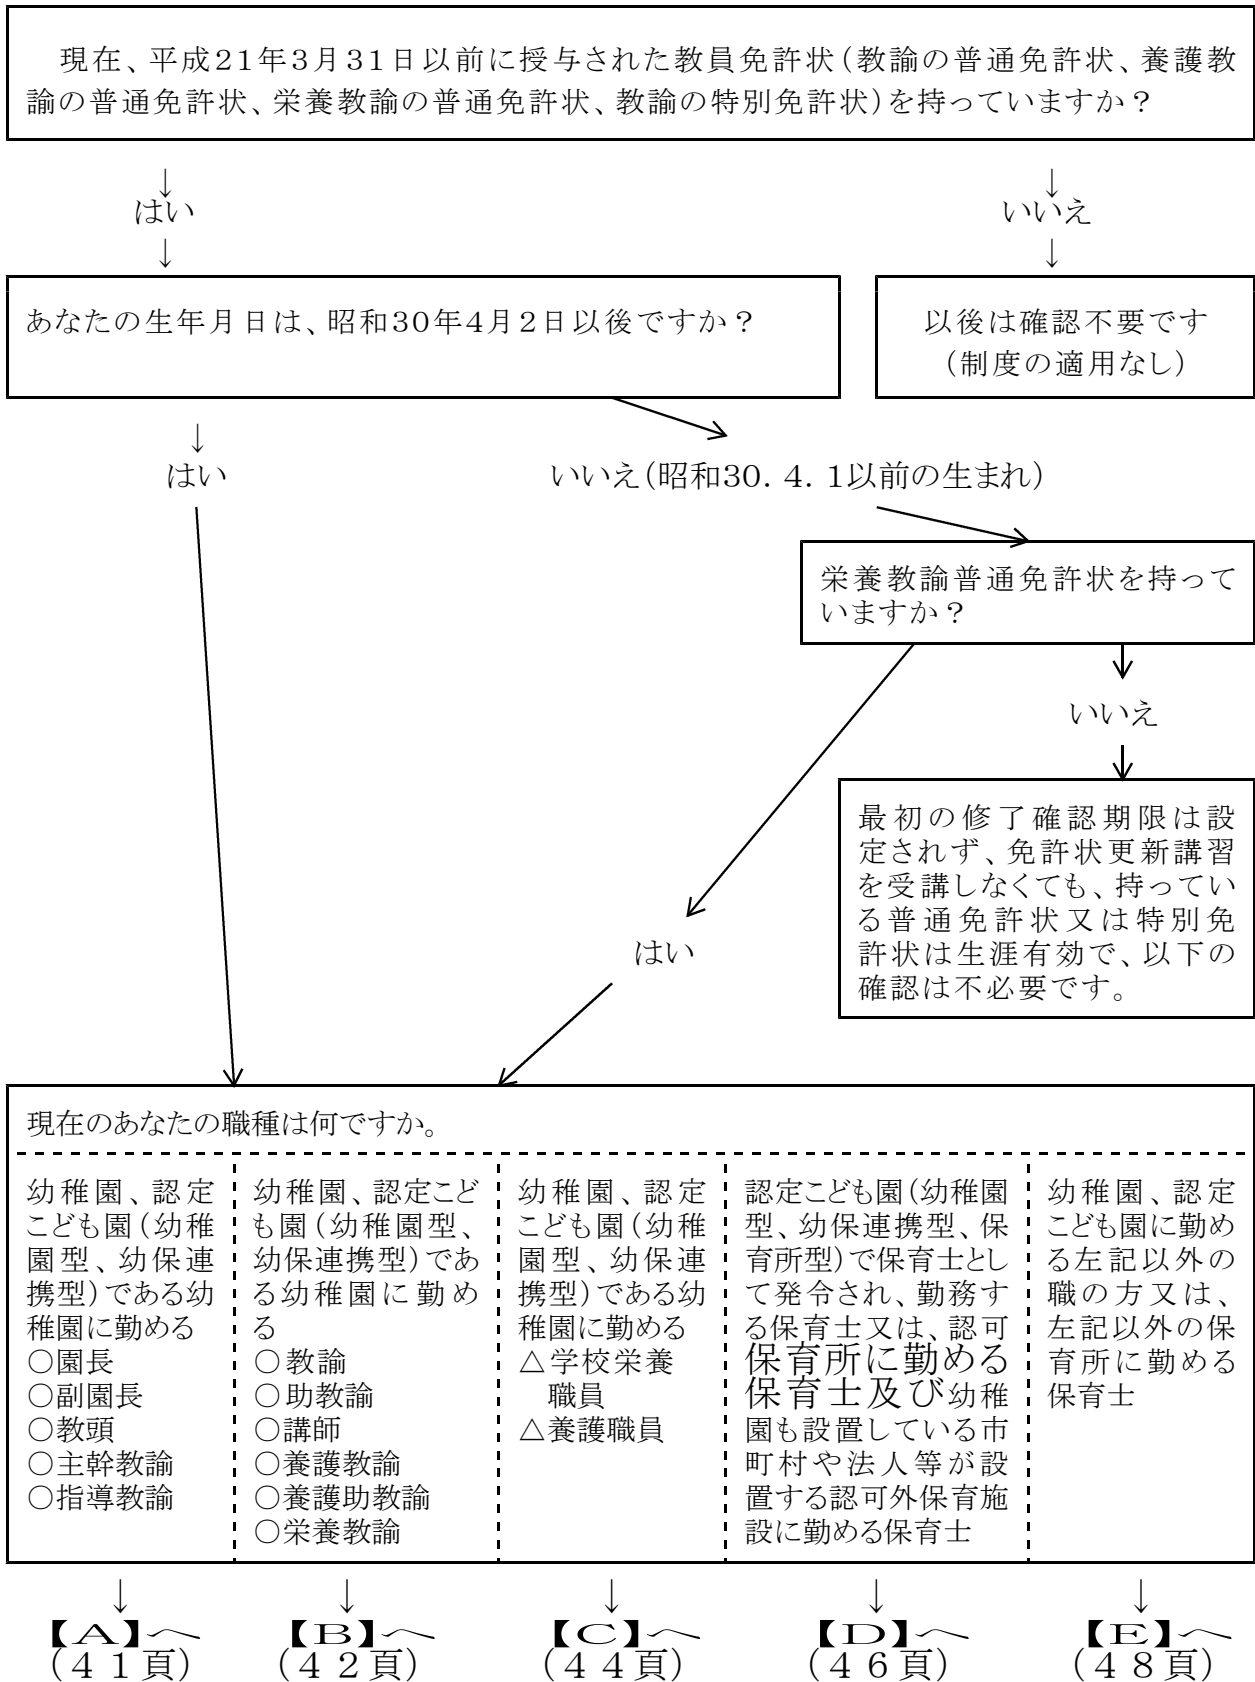 現在、平成21年3月31日以前に授与された教員免許状(教諭の普通免許状、養護教
諭の普通免許状、栄養教諭の普通免許状、教諭の特別免許状)を持っていますか?
↓
はい
↓
↓
いいえ
↓
あなたの生年月日は、昭和30年4月2日以後ですか?
以後は確認不要です
(制度の適用なし)
↓
はい
いいえ(昭和30.4.1以前の生まれ)
栄養教諭普通免許状を持って
いますか?
いいえ
最初の修了確認期限は設
定されず、免許状更新講習
を受講しなくても、持ってい
る普通免許状又は特別免
許状は生涯有効で、以下の
確認は不必要です。
はい
現在のあなたの職種は何ですか。
幼稚園、認定
こども園(幼稚
園型、幼保連
携型)である幼
稚園に勤める
○園長
○副園長
○教頭
○主幹教諭
○指導教諭
幼稚園、認定こど
も園(幼稚園型、
幼保連携型)であ
る幼稚園に勤め
る
○教諭
○助教諭
○講師
○養護教諭
○養護助教諭
○栄養教諭
幼稚園、認定
こども園(幼稚
園型、幼保連
携型)である幼
稚園に勤める
△学校栄養
職員
△養護職員
認定こども園(幼稚園
型、幼保連携型、保
育所型)で保育士とし
て発令され、勤務す
る保育士又は、認可
保育所に勤める
保育士及び幼稚
園も設置している市
町村や法人等が設
置する認可外保育施
設に勤める保育士
幼稚園、認定
こども園に勤め
る左記以外の
職の方又は、
左記以外の保
育所に勤める
保育士
↓
【A】へ
(41頁)
↓
【B】へ
(42頁)
↓
【C】へ
(44頁)
↓
【D】へ
(46頁)
↓
【E】へ
(48頁)